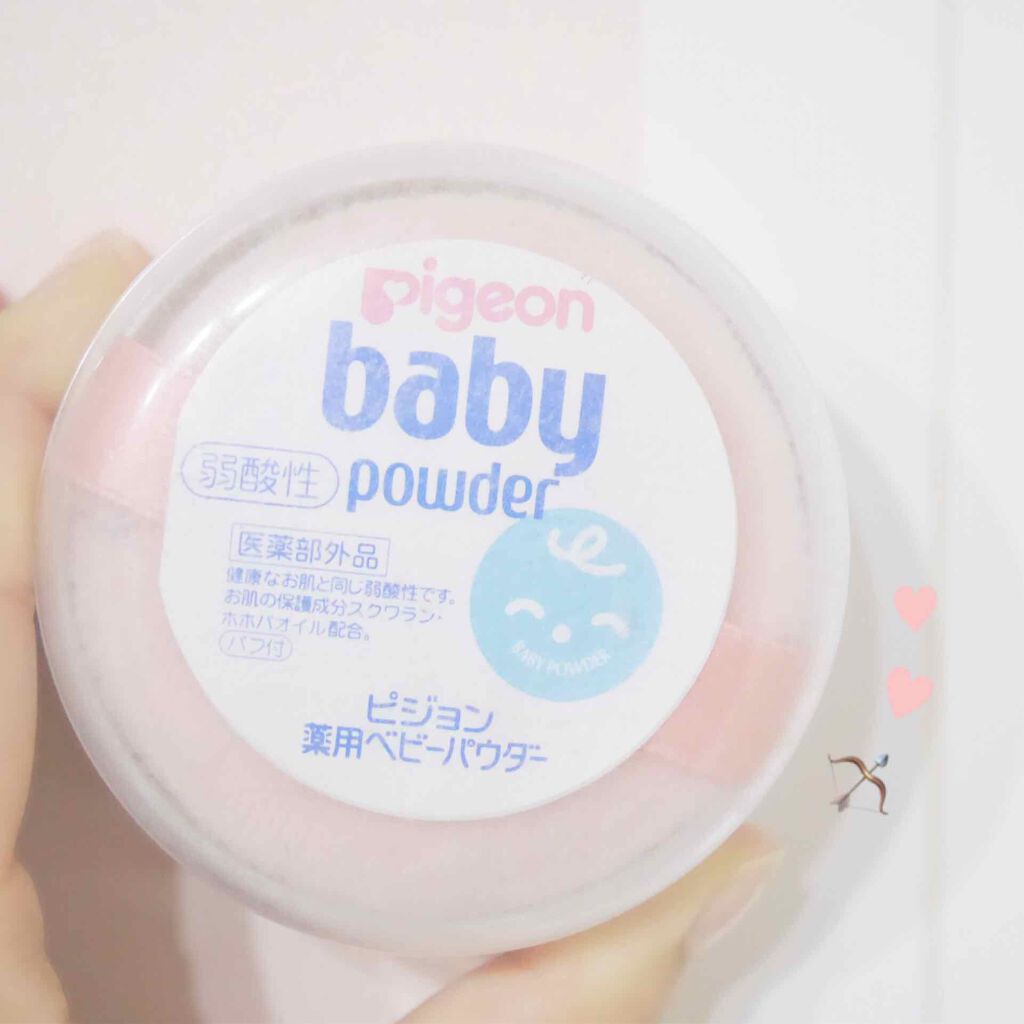 pigeon
baby
powder
弱酸性
医薬部外品
健康なお肌と同じ弱酸性です。
お肌の保護成分スクワラン・
ホホバオイル配合。
パフ付
BABY POWDER
ピジョン
薬用ベビーパウダー